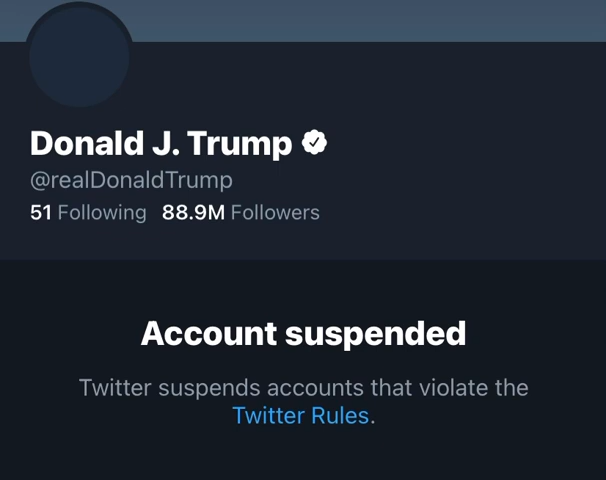 Donald J. Trump
@realDonaldTrump
51 Following 88.9M Followers
Account suspended
Twitter suspends accounts that violate the
Twitter Rules.